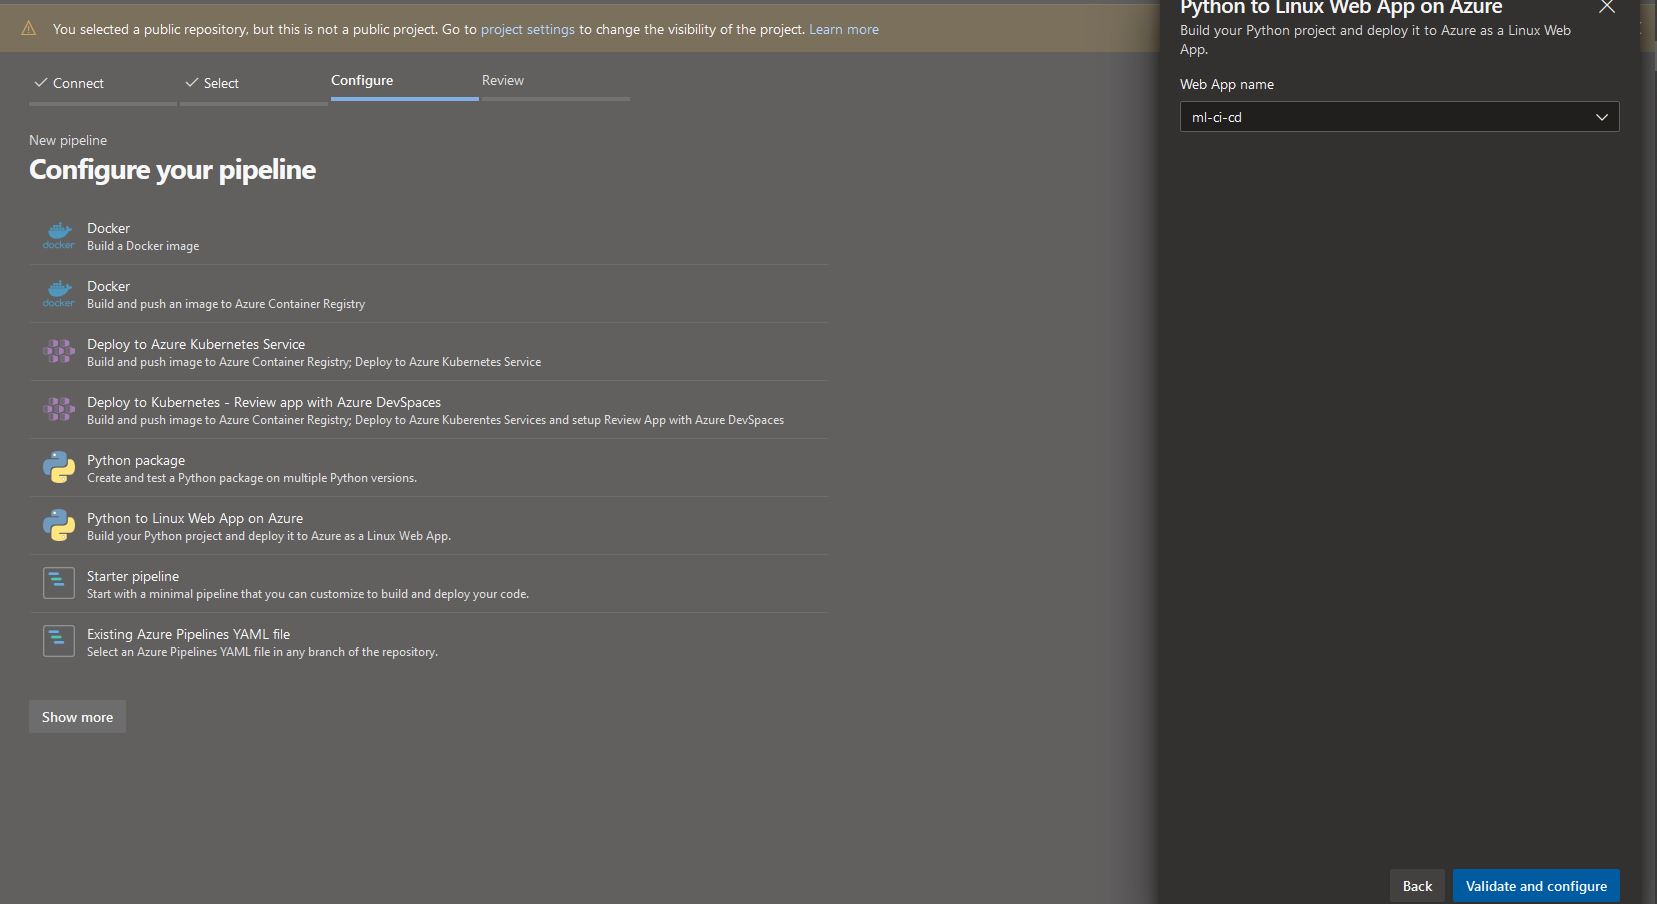 You selected a public repository, but this is not a public project. Go to project settings to change the visibility of the project. Learn more
Connect
Select
Configure
Review
New pipeline
Configure your pipeline
docker
Docker
Build a Docker image
docker
Docker
Build and push an image to Azure Container Registry
Deploy to Azure Kubernetes Service
Build and push image to Azure Container Registry; Deploy to Azure Kubernetes Service
Deploy to Kubernetes - Review app with Azure DevSpaces
Build and push image to Azure Container Registry; Deploy to Azure Kuberentes Services and setup Review App with Azure DevSpaces
Python package
Create and test a Python package on multiple Python versions.
Python to Linux Web App on Azure
Build your Python project and deploy it to Azure as a Linux Web App.
Starter pipeline
Start with a minimal pipeline that you can customize to build and deploy your code.
Existing Azure Pipelines YAML file
Select an Azure Pipelines YAML file in any branch of the repository.
Show more
Python to Linux Web App on Azure
Build your Python project and deploy it to Azure as a Linux Web
App.
Web App name
ml-ci-cd
Back
Validate and configure